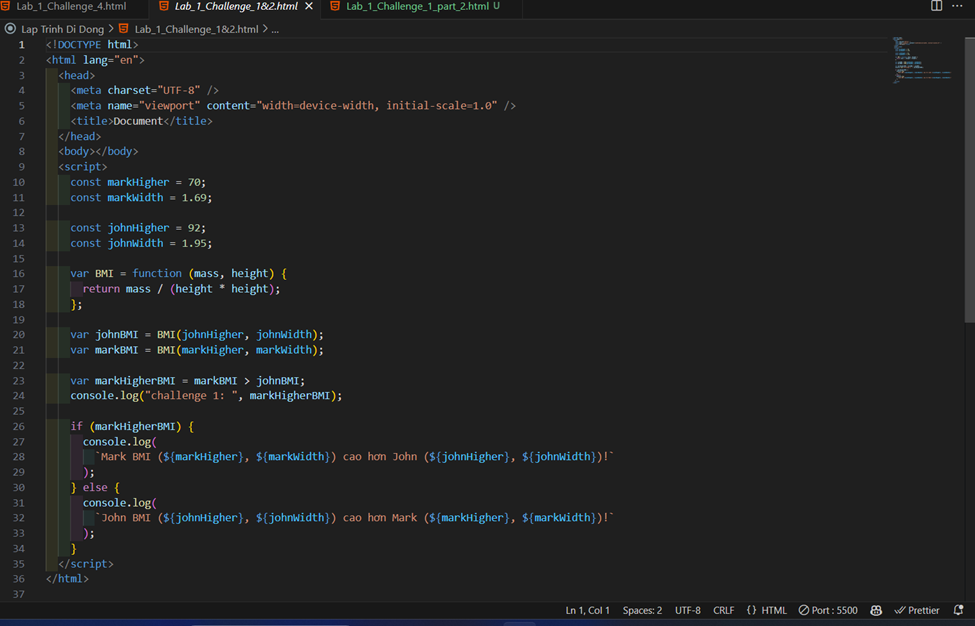 Lab_1_Challenge_4.html Lab_1_Challenge_1&2.html Lab_1_Challenge_1_part_2.html U
Lap Trinh Di Dong > Lab_1_Challenge_1&2.html > ...
1 <!DOCTYPE html>
2 <html lang="en">
3 <head>
4 <meta charset="UTF-8" />
5 <meta name="viewport" content="width=device-width, initial-scale=1.0" />
6 <title>Document</title>
7 </head>
8 <body></body>
9 <script>
10 const markHigher = 70;
11 const markWidth = 1.69;
12
13 const johnHigher = 92;
14 const johnWidth = 1.95;
15
16 var BMI = function (mass, height) {
17 return mass / (height * height);
18 };
19
20 var johnBMI = BMI(johnHigher, johnWidth);
21 var markBMI = BMI(markHigher, markWidth);
22
23 var markHigherBMI = markBMI > johnBMI;
24 console.log("challenge 1: ", markHigherBMI);
25
26 if (markHigherBMI) {
27 console.log(
28 `Mark BMI (${markHigher}, ${markWidth}) cao hơn John (${johnHigher}, ${johnWidth})!`
29 );
30 } else {
31 console.log(
32 `John BMI (${johnHigher}, ${johnWidth}) cao hơn Mark (${markHigher}, ${markWidth})!`
33 );
34 }
35 </script>
36 </html>
37
Ln 1, Col 1 Spaces: 2 UTF-8 CRLF {} HTML Port : 5500 Prettier